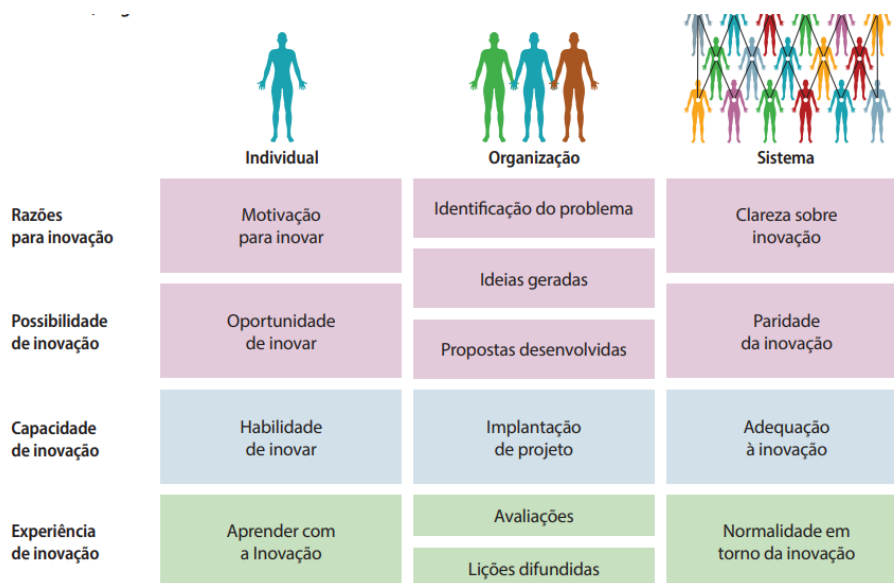 Individual
Organização
Sistema
Razões
para inovação
Motivação
para inovar
Identificação do problema
Clareza sobre
inovação
Ideias geradas
Possibilidade
de inovação
Oportunidade
de inovar
Propostas desenvolvidas
Paridade
da inovação
Capacidade
de inovação
Habilidade
de inovar
Implantação
de projeto
Adequação
à inovação
Experiência
de inovação
Aprender com
a Inovação
Avaliações
Lições difundidas
Normalidade em
torno da inovação